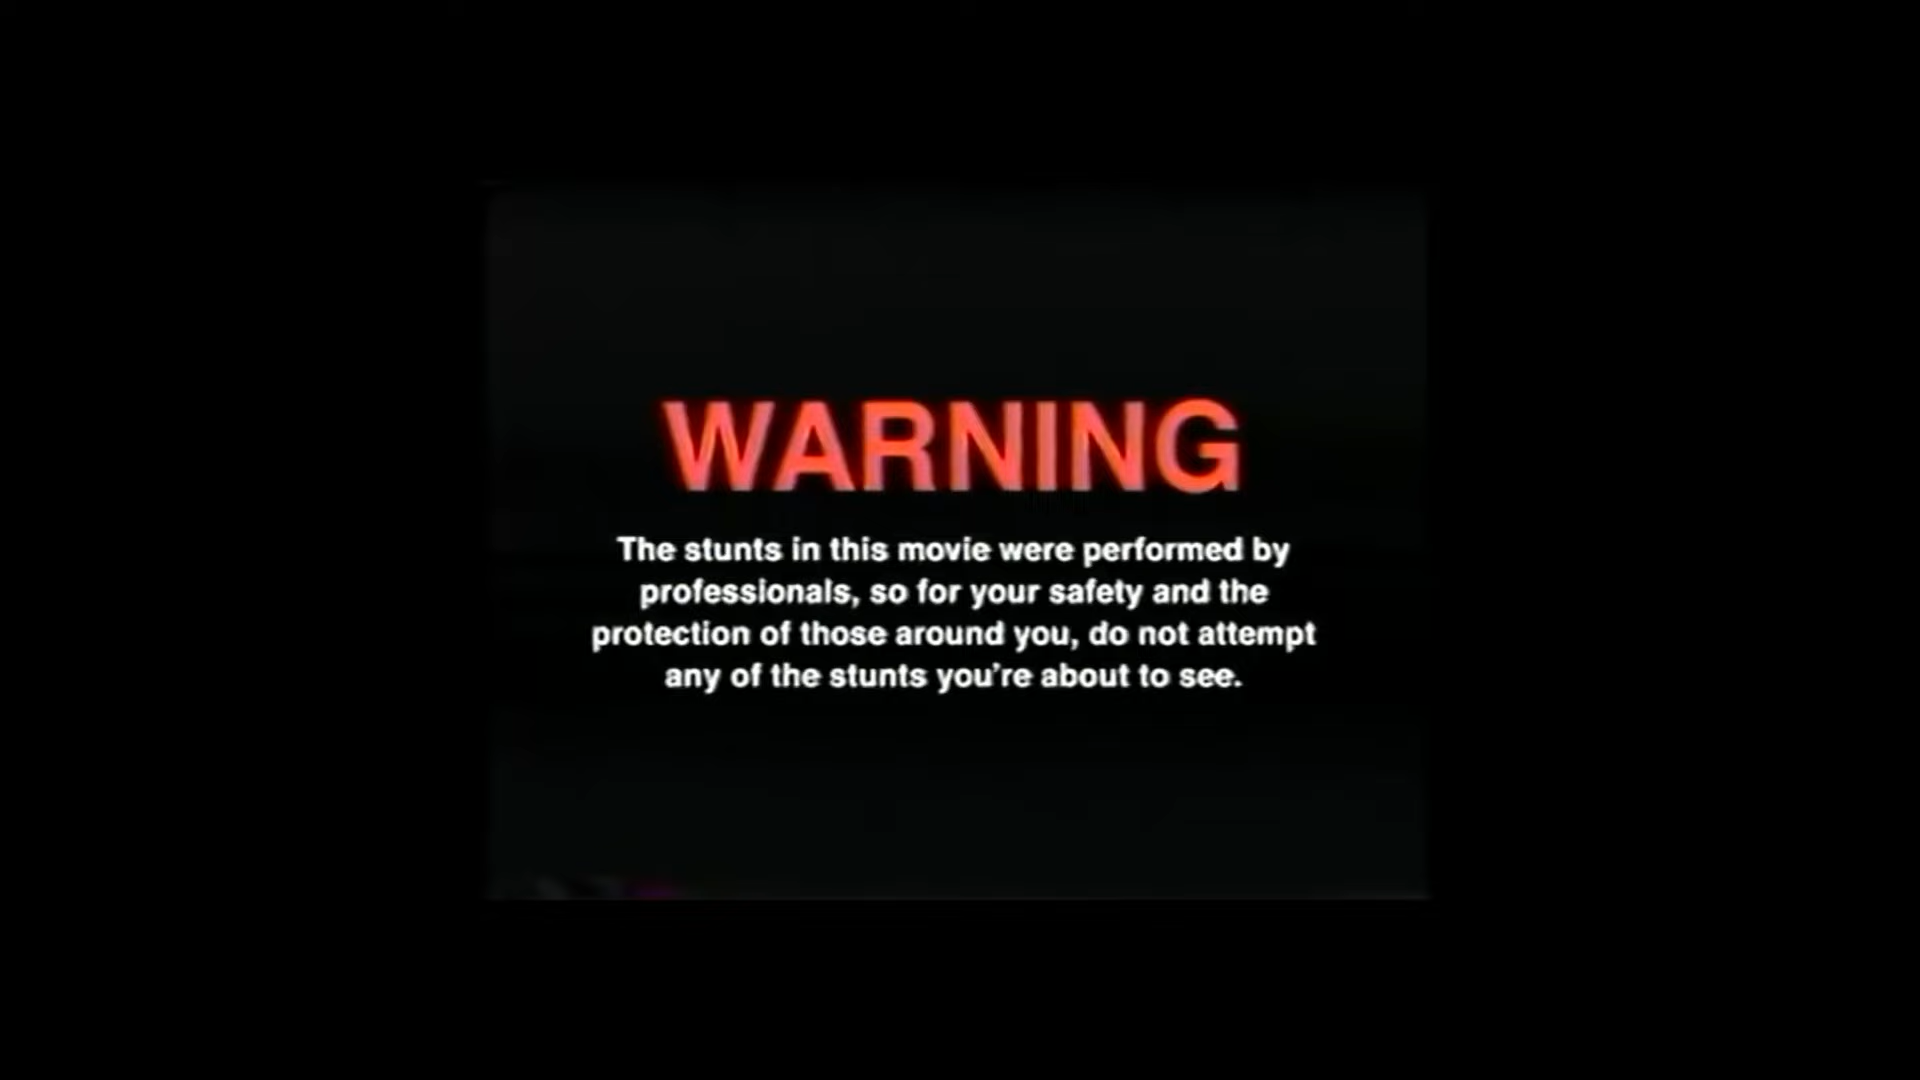 WARNING
The stunts in this movie were performed by
professionals, so for your safety and the
protection of those around you, do not attempt
any of the stunts you're about to see.